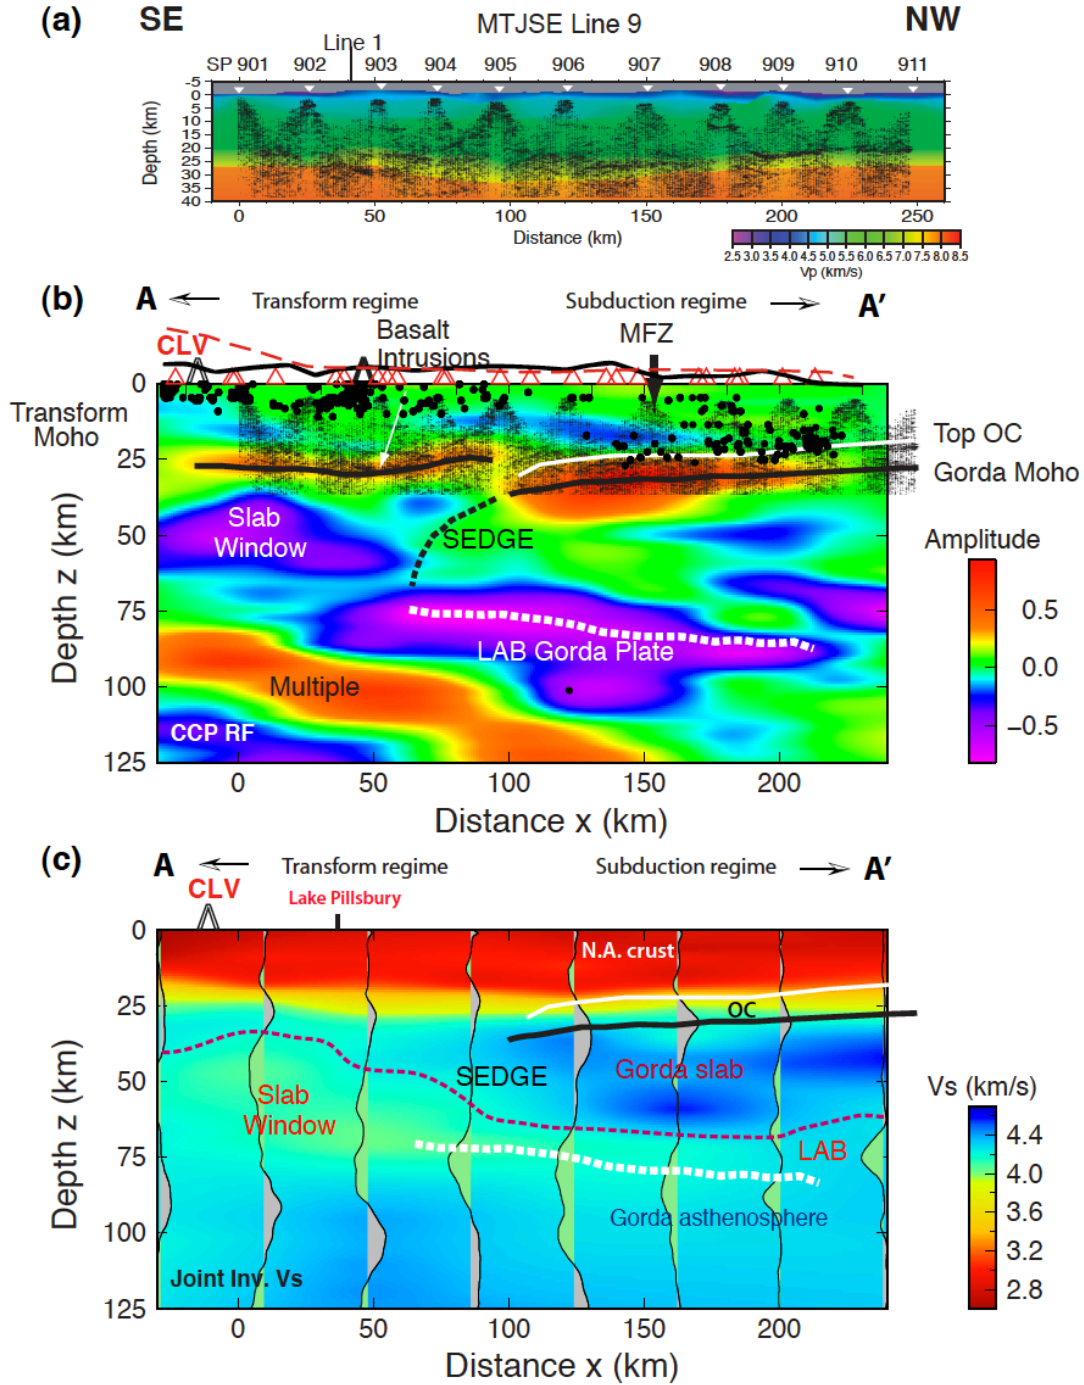 (a)
SE
MTJSE Line 9
NW
Line 1
SP 901 902 903 904 905 906 907 908 909 910 911
Depth (km)
-5
0
5
10
15
20
25
30
35
40
0 50 100 150 200 250
Distance (km)
2.5 3.0 3.5 4.0 4.5 5.0 5.5 6.0 6.5 7.0 7.5 8.0 8.5
Vp (km/s)
(b)
A Transform regime Subduction regime A'
CLV
Basalt
Intrusions
MFZ
Transform
Moho
Top OC
Gorda Moho
Slab
Window
SEDGE
LAB Gorda Plate
Multiple
CCP RF
Depth z (km)
0
25
50
75
100
125
0 50 100 150 200
Distance x (km)
Amplitude
0.5
0.0
−0.5
(c)
A Transform regime Subduction regime A'
CLV
Lake Pillsbury
N.A. crust
OC
SEDGE
Gorda slab
Slab
Window
LAB
Gorda asthenosphere
Joint Inv. Vs
Depth z (km)
0
25
50
75
100
125
0 50 100 150 200
Distance x (km)
Vs (km/s)
4.4
4.0
3.6
3.2
2.8